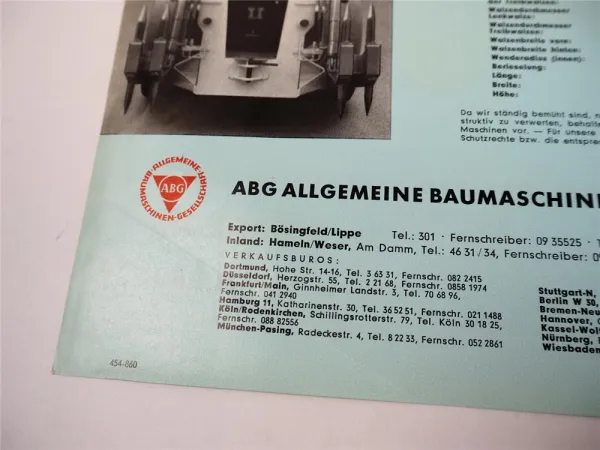 der Treibwalzen:
Walzendurchmesser
Lenkwalze:
Walzendurchmesser
Treibwalzen:
Walzenbreite vorn:
Walzenbreite hinten:
Wenderadius (innen):
Berieselung:
Länge:
Breite:
Höhe:
Da wir ständig bemüht sind,
struktiv zu verwerten, behalte
Maschinen vor. — Für unsere
Schutzrechte bzw. die entspre
ALLGEMEINE-
BAUMASCHINEN-GESELLSCHAFT
ABG
ABG ALLGEMEINE BAUMASCHINE
Export: Bösingfeld/Lippe Tel.: 301 · Fernschreiber: 09 35525 · T
Inland: Hameln/Weser, Am Damm, Tel.: 46 31/34, Fernschreiber: 09
VERKAUFSBUROS:
Dortmund, Hohe Str. 14-16, Tel. 3 63 31, Fernschr. 082 2415
Düsseldorf, Herzogstr. 55, Tel. 2 21 68, Fernschr. 0858 1974
Frankfurt/Main, Ginnheimer Landstr. 3, Tel. 70 68 96,
Fernschr. 041 2940
Hamburg 11, Katharinenstr. 30, Tel. 36 52 51, Fernschr. 021 1488
Köln/Rodenkirchen, Schillingsrotterstr. 79, Tel. Köln 30 18 25,
Fernschr. 088 82556
München-Pasing, Radeckestr. 4, Tel. 8 22 33, Fernschr. 052 2861
Stuttgart-N,
Berlin W 30,
Bremen-Neu
Hannover,
Kassel-Wol
Nürnberg,
Wiesbaden
454-860